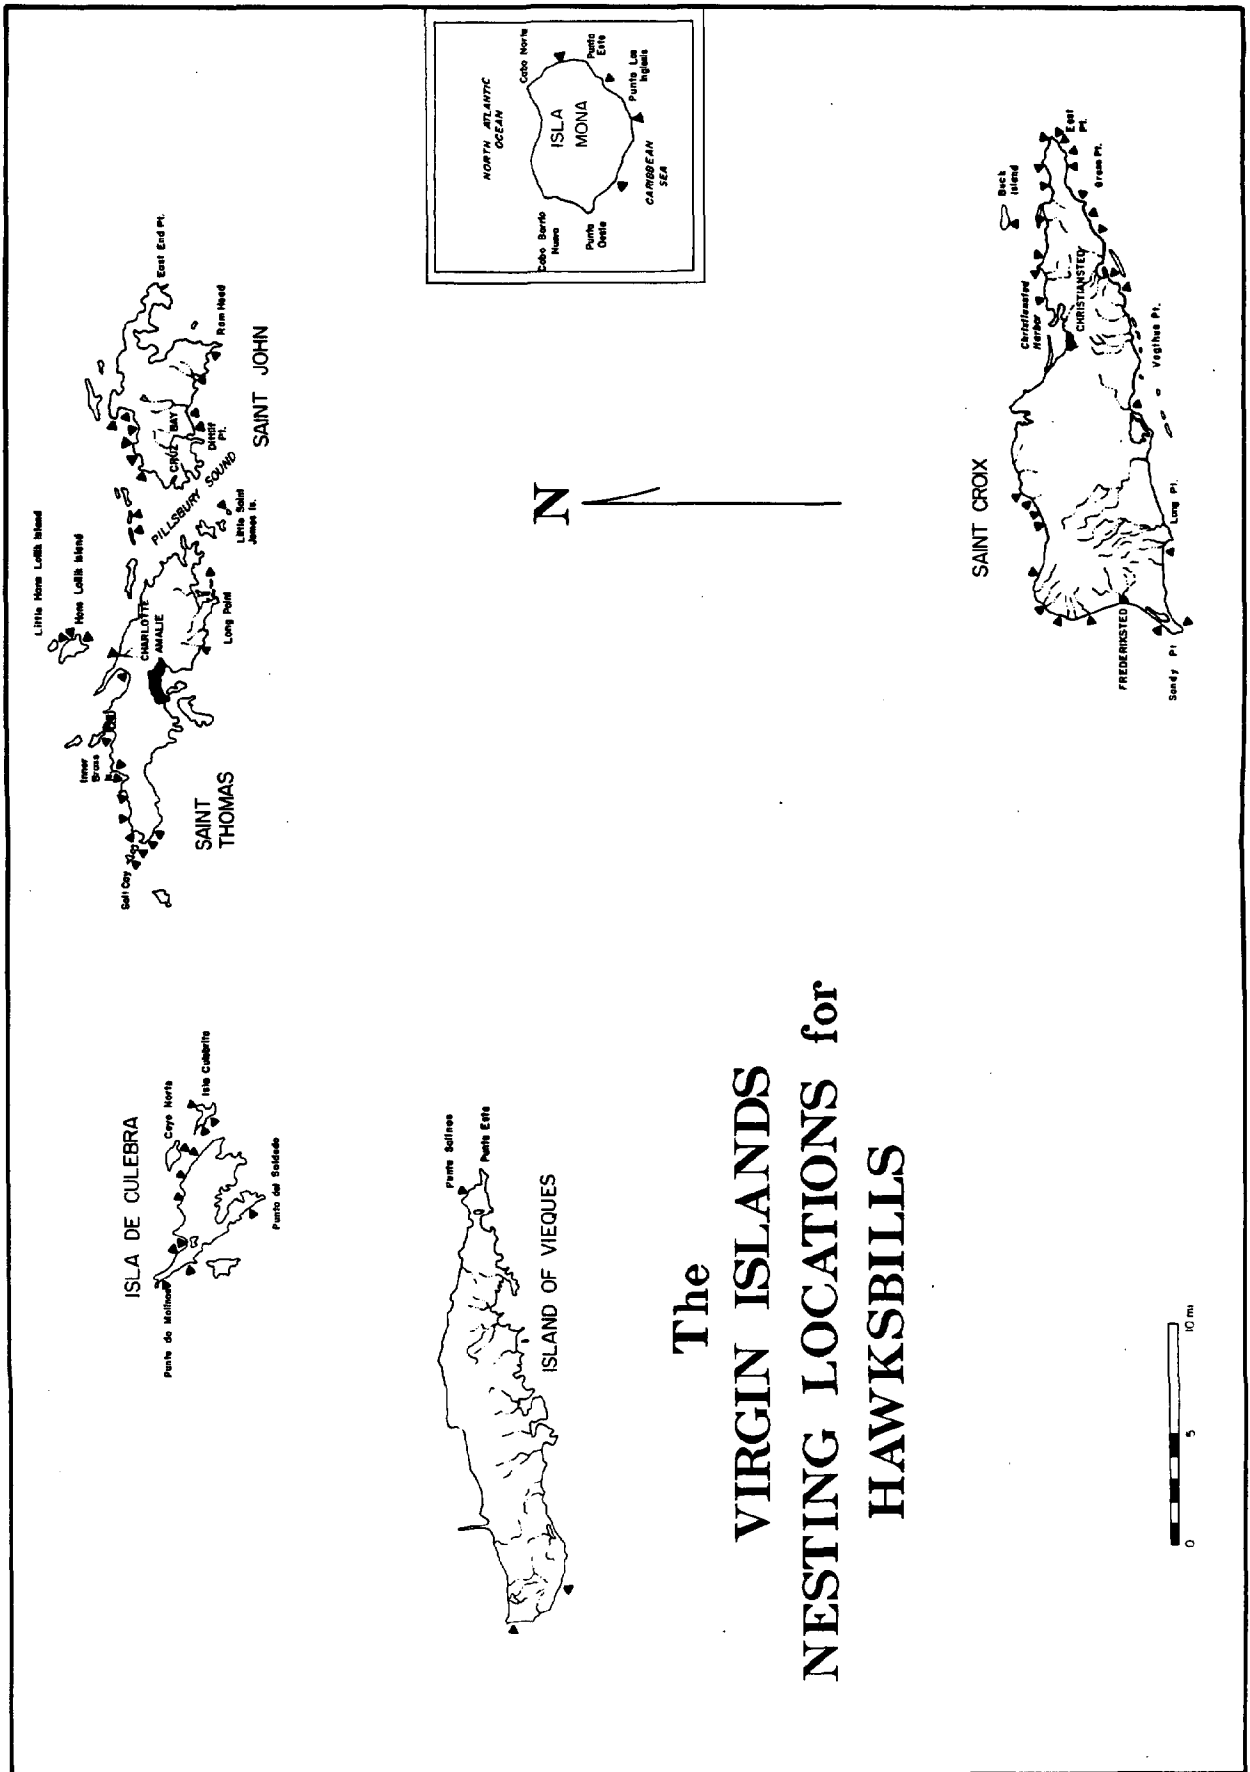 The
VIRGIN ISLANDS
NESTING LOCATIONS for
HAWKSBILLS
ISLA DE CULEBRA
Punta de Molinos
Cayo Norte
Isla Culebrita
Punta del Soldado
ISLAND OF VIEQUES
Punta Salinas
Punta Este
SAINT
THOMAS
Salt Cay
Inner
Brass
Is.
Little Hans Lollik Island
Hans Lollik Island
CHARLOTTE
AMALIE
Long Point
PILLSBURY SOUND
Little Saint
James Is.
SAINT JOHN
CRUZ BAY
Dittlif
Pt.
Ram Head
East End Pt.
N
NORTH ATLANTIC
OCEAN
ISLA
MONA
Cabo Norte
Punta
Este
Punta Los
Ingleses
CARIBBEAN
SEA
Cabo Barrio
Nuevo
Punta
Oeste
SAINT CROIX
Christiansted
Harbor
CHRISTIANSTED
Buck
Island
East
Pt.
Grass Pt.
Vagthus Pt.
Long Pt.
FREDERIKSTED
Sandy Pt
0 5 10 mi